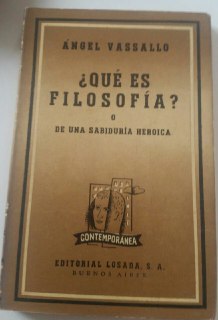 ÁNGEL VASSALLO
¿QUÉ ES
FILOSOFÍA?
O
DE UNA SABIDURÍA HEROICA
CONTEMPORÁNEA
EDITORIAL LOSADA, S. A.
BUENOS AIRES